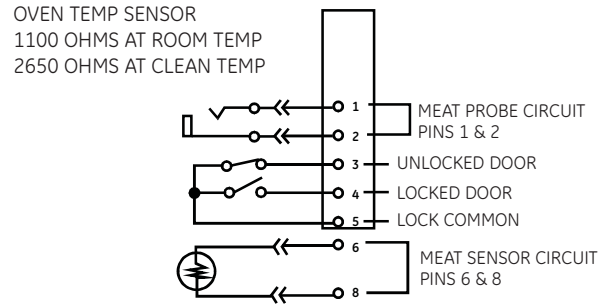 OVEN TEMP SENSOR
1100 OHMS AT ROOM TEMP
2650 OHMS AT CLEAN TEMP
1
2
MEAT PROBE CIRCUIT
PINS 1 & 2
3 UNLOCKED DOOR
4 LOCKED DOOR
5 LOCK COMMON
6
8
MEAT SENSOR CIRCUIT
PINS 6 & 8